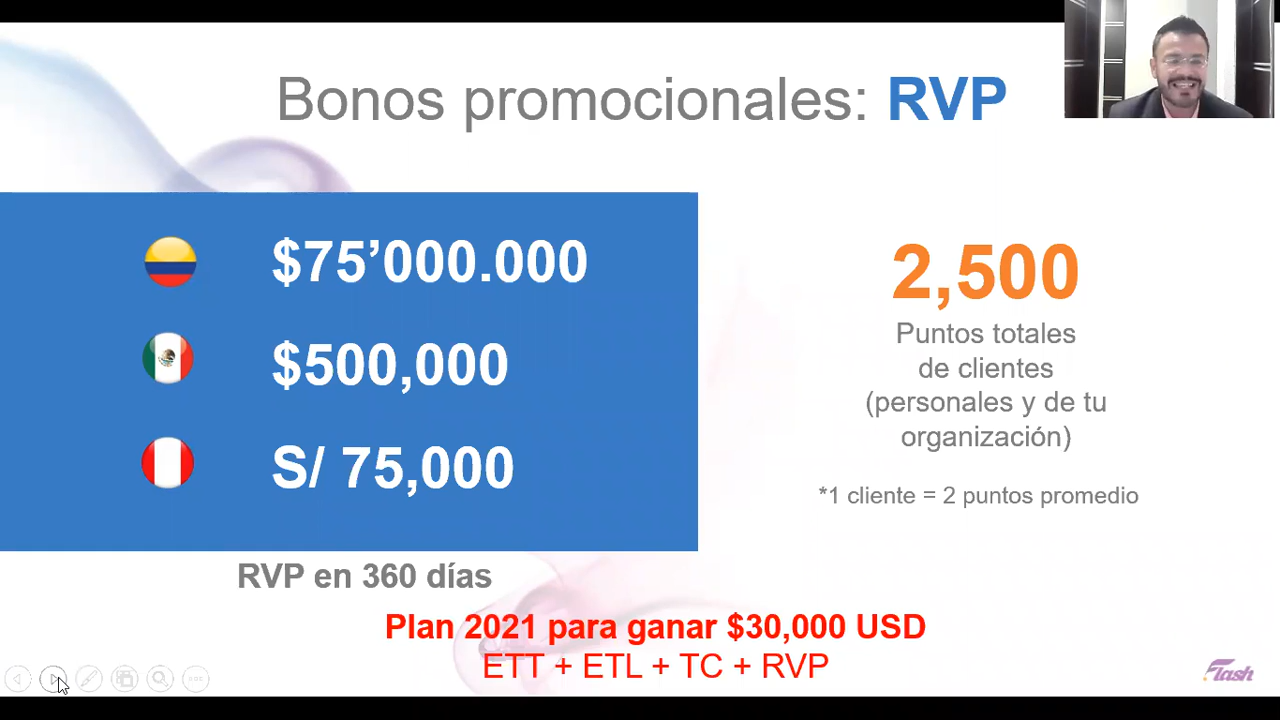 Bonos promocionales: RVP
$75’000.000
$500,000
S/ 75,000
RVP en 360 días
2,500
Puntos totales
de clientes
(personales y de tu
organización)
*1 cliente = 2 puntos promedio
Plan 2021 para ganar $30,000 USD
ETT + ETL + TC + RVP
Flash